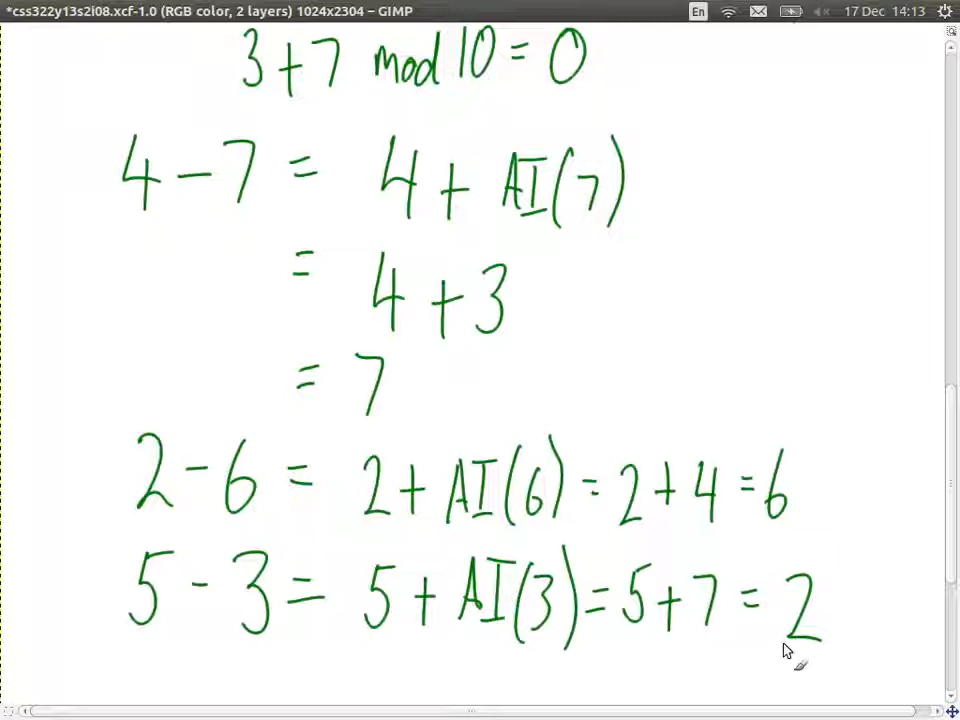 *css322y13s2i08.xcf-1.0 (RGB color, 2 layers) 1024x2304 – GIMP En 17 Dec 14:13
3+7 mod 10 = 0
4 - 7 = 4 + AI(7)
= 4 + 3
= 7
2 - 6 = 2 + AI(6) = 2 + 4 = 6
5 - 3 = 5 + AI(3) = 5 + 7 = 2